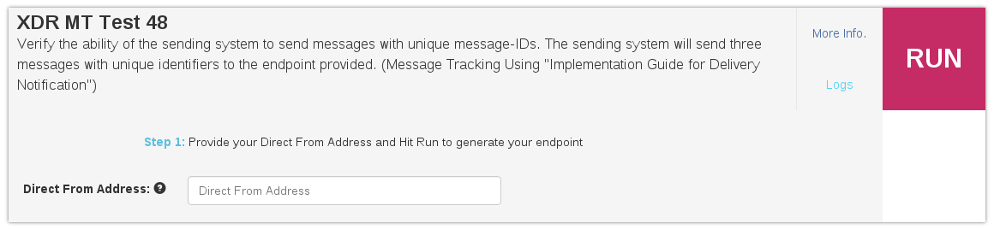 XDR MT Test 48
Verify the ability of the sending system to send messages with unique message-IDs. The sending system will send three
messages with unique identifiers to the endpoint provided. (Message Tracking Using "Implementation Guide for Delivery
Notification")
More Info.
Logs
RUN
Step 1: Provide your Direct From Address and Hit Run to generate your endpoint
Direct From Address: ?
Direct From Address